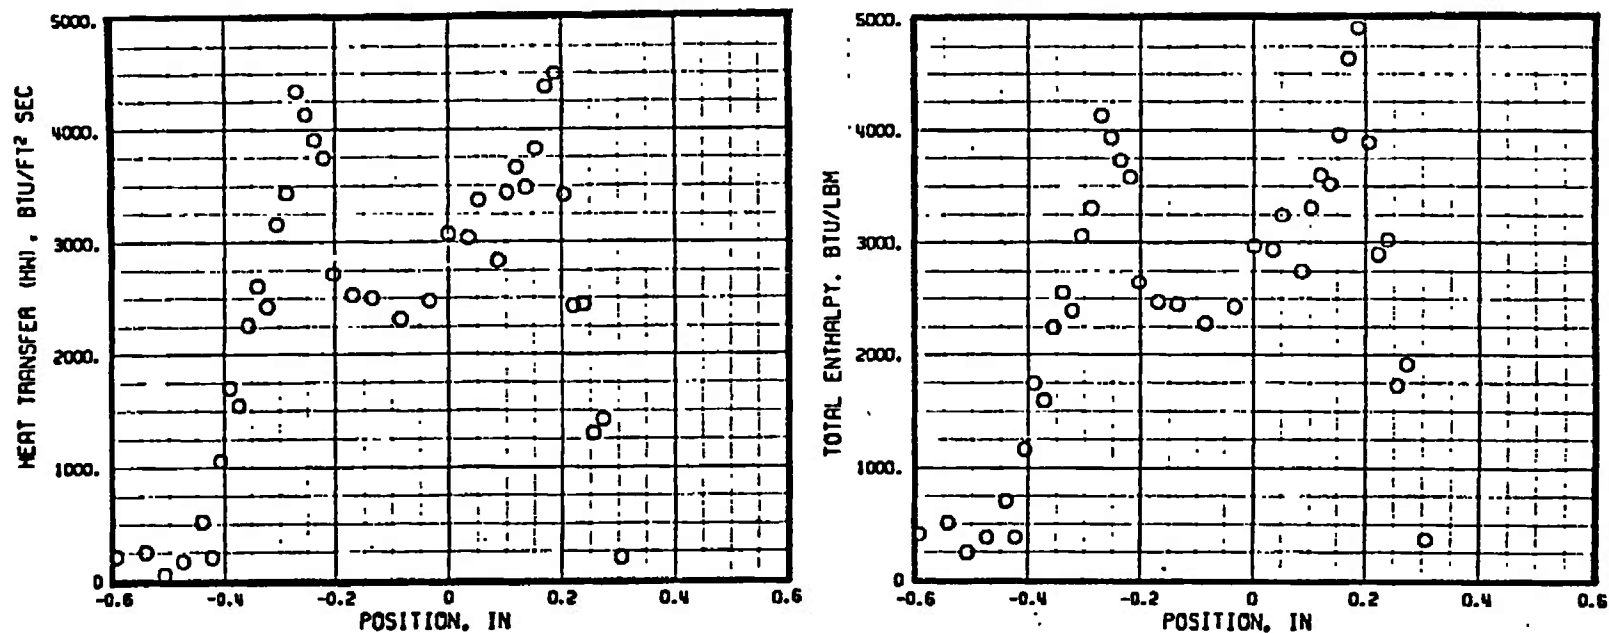 HEAT TRANSFER (HW), BTU/FT² SEC
5000.
4000.
3000.
2000.
1000.
0
-0.6 -0.4 -0.2 0 0.2 0.4 0.6
POSITION, IN
TOTAL ENTHALPY, BTU/LBM
5000.
4000.
3000.
2000.
1000.
0
-0.6 -0.4 -0.2 0 0.2 0.4 0.6
POSITION, IN